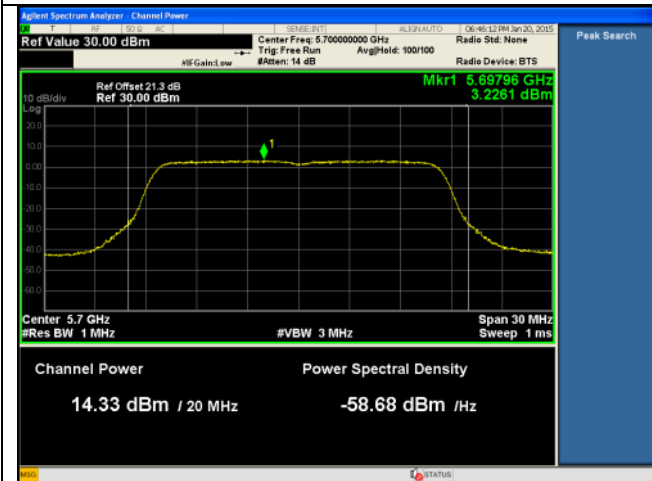 Agilent Spectrum Analyzer - Channel Power
T RF 50 Ω AC SENSE:INT ALIGN AUTO 06:46:12 PM Jan 20, 2015
Ref Value 30.00 dBm Center Freq: 5.700000000 GHz Radio Std: None
Trig: Free Run Avg|Hold: 100/100
#IFGain:Low #Atten: 14 dB Radio Device: BTS
Peak Search
Mkr1 5.69796 GHz
3.2261 dBm
Ref Offset 21.3 dB
10 dB/div Ref 30.00 dBm
Log
20.0
10.0
0.00
-10.0
-20.0
-30.0
-40.0
-50.0
-60.0
1
Center 5.7 GHz Span 30 MHz
#Res BW 1 MHz #VBW 3 MHz Sweep 1 ms
Channel Power Power Spectral Density
14.33 dBm / 20 MHz -58.68 dBm /Hz
MSG STATUS